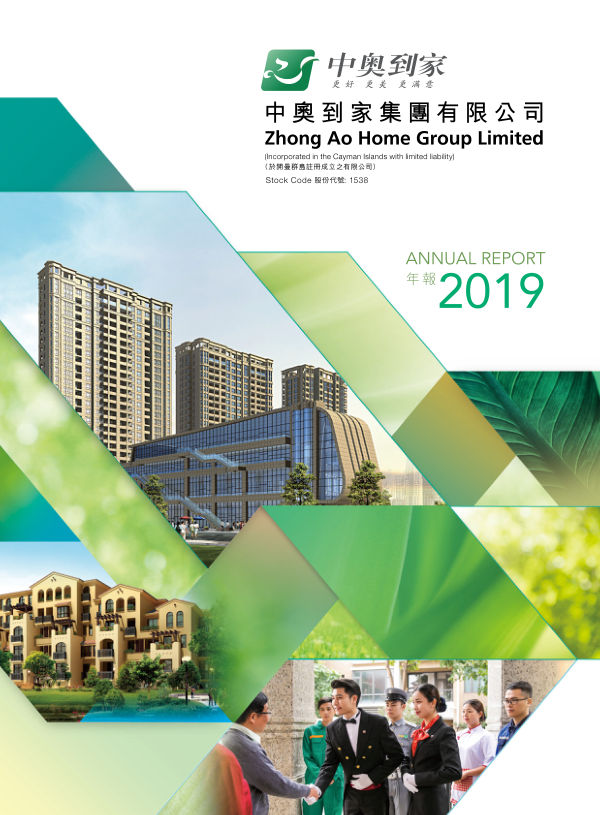 中奥到家
更好 更美 更滿意
中奧到家集團有限公司
Zhong Ao Home Group Limited
(Incorporated in the Cayman Islands with limited liability)
（於開曼群島註冊成立之有限公司）
Stock Code 股份代號: 1538
ANNUAL REPORT
年報 2019